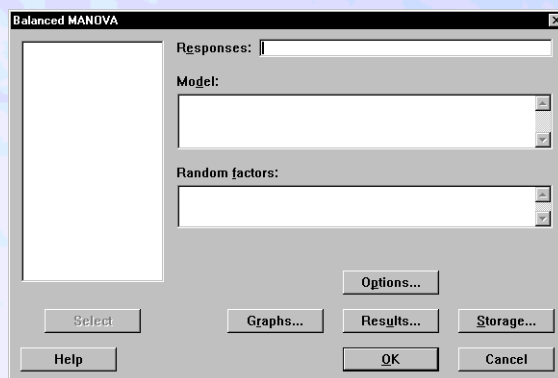 Balanced MANOVA
Responses:
Model:
Random factors:
Options...
Select
Graphs...
Results...
Storage...
Help
OK
Cancel